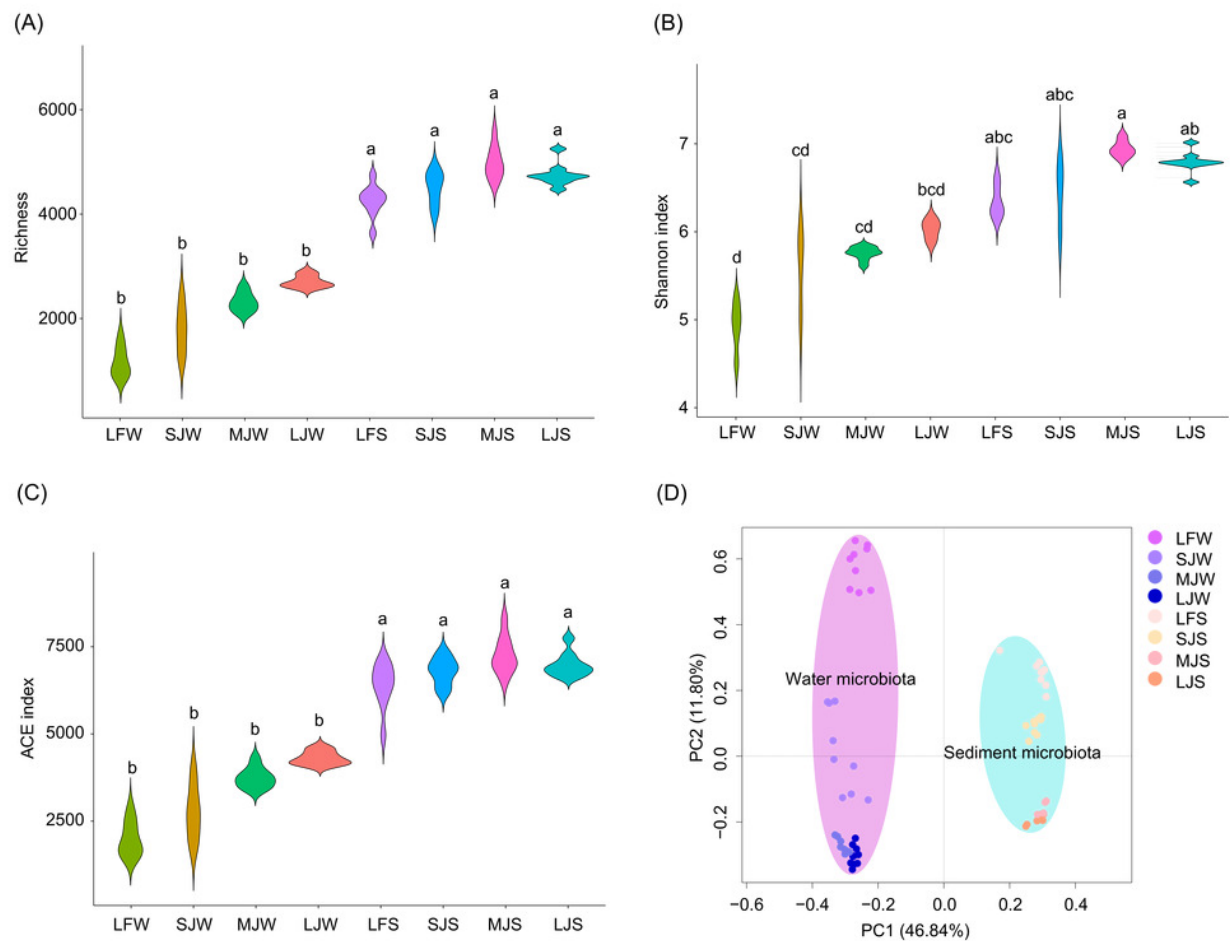 (A)
Richness
6000
4000
2000
b
b
b
b
a
a
a
a
LFW SJW MJW LJW LFS SJS MJS LJS
(B)
Shannon index
7
6
5
4
d
cd
cd
bcd
abc
abc
a
ab
LFW SJW MJW LJW LFS SJS MJS LJS
(C)
ACE index
7500
5000
2500
b
b
b
b
a
a
a
a
LFW SJW MJW LJW LFS SJS MJS LJS
(D)
PC2 (11.80%)
0.6
0.4
0.2
0.0
−0.2
Water microbiota
Sediment microbiota
−0.6 −0.4 −0.2 0.0 0.2 0.4
PC1 (46.84%)
LFW
SJW
MJW
LJW
LFS
SJS
MJS
LJS